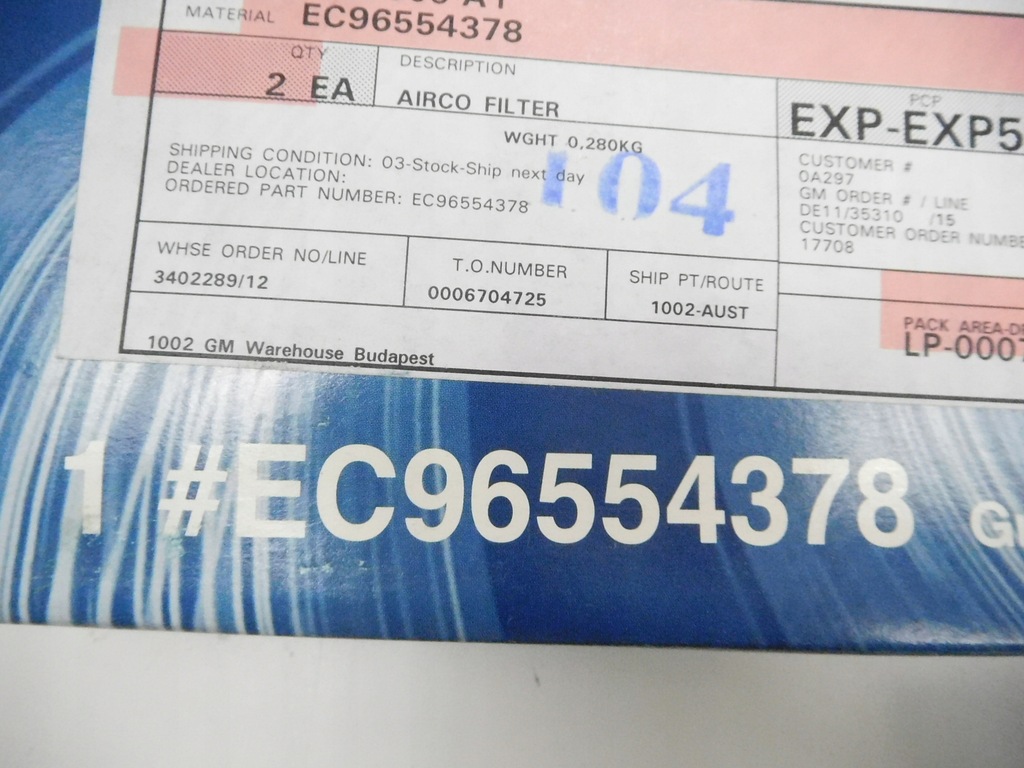 MATERIAL EC96554378
QTY
2 EA
DESCRIPTION
AIRCO FILTER
WGHT 0,280KG
SHIPPING CONDITION: 03-Stock-Ship next day
DEALER LOCATION:
ORDERED PART NUMBER: EC96554378
104
PCP
EXP-EXP5
CUSTOMER #
0A297
GM ORDER # / LINE
DE11/35310 /15
CUSTOMER ORDER NUMBE
17708
WHSE ORDER NO/LINE
3402289/12
T.O.NUMBER
0006704725
SHIP PT/ROUTE
1002-AUST
PACK AREA-D
LP-0007
1002 GM Warehouse Budapest
1 #EC96554378